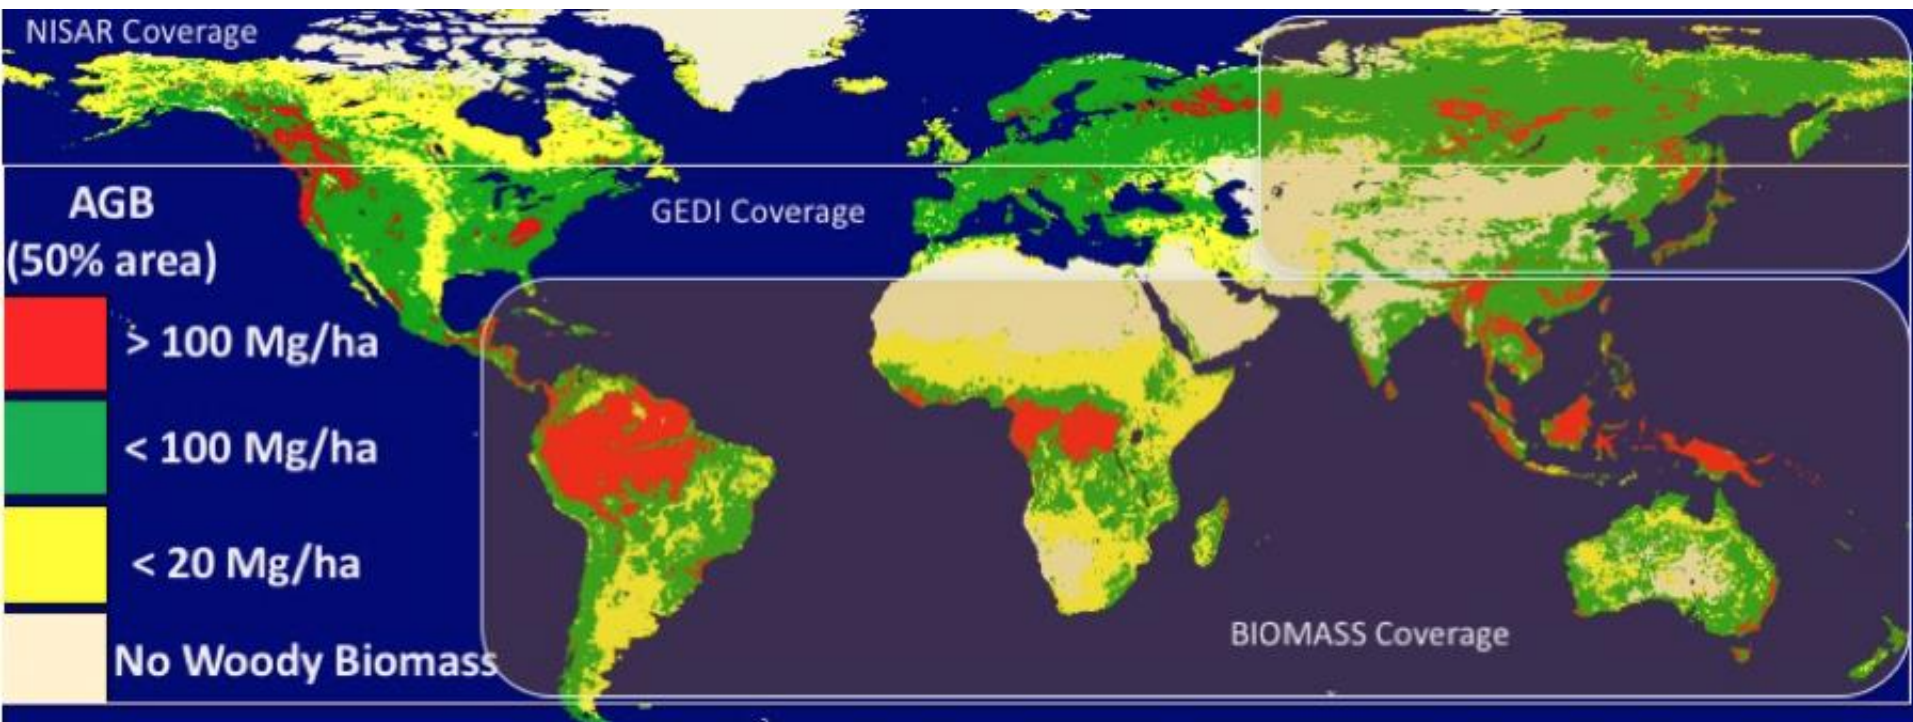 NISAR Coverage
AGB
(50% area)
GEDI Coverage
> 100 Mg/ha
< 100 Mg/ha
< 20 Mg/ha
No Woody Biomass
BIOMASS Coverage